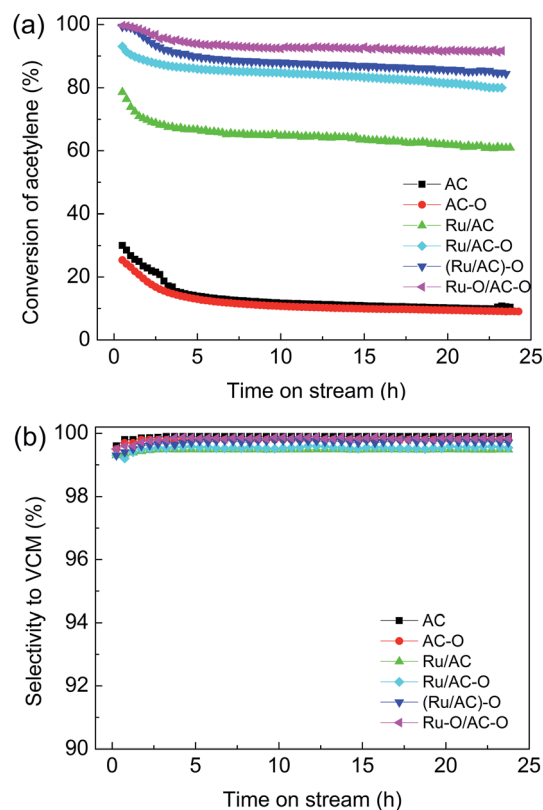 (a)
100
80
60
40
20
0
Conversion of acetylene (%)
AC
AC-O
Ru/AC
Ru/AC-O
(Ru/AC)-O
Ru-O/AC-O
0 5 10 15 20 25
Time on stream (h)
(b)
100
98
96
94
92
90
Selectivity to VCM (%)
AC
AC-O
Ru/AC
Ru/AC-O
(Ru/AC)-O
Ru-O/AC-O
0 5 10 15 20 25
Time on stream (h)